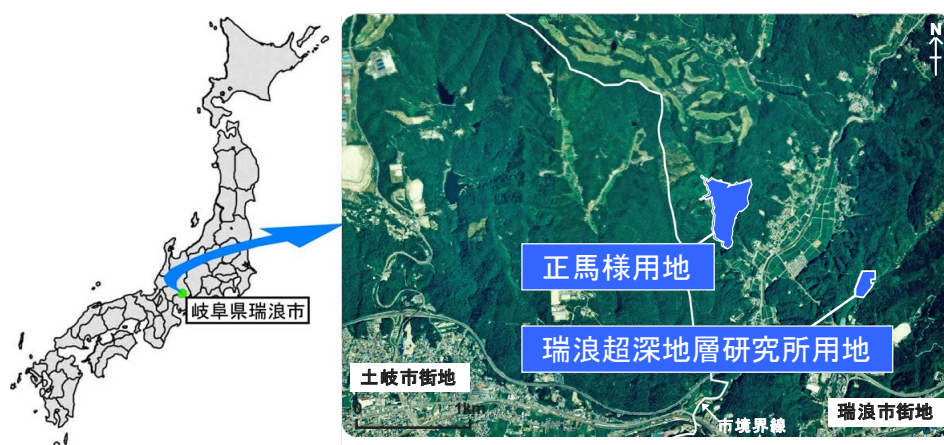 岐阜県瑞浪市
N
正馬様用地
瑞浪超深地層研究所用地
土岐市街地
0 1km
市境界線
瑞浪市街地